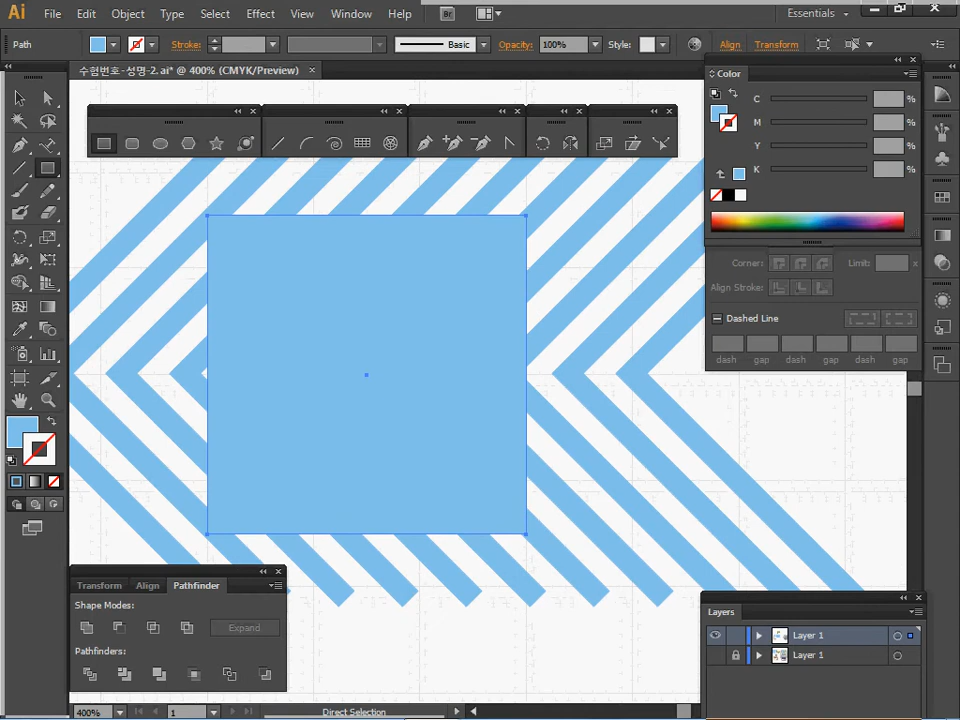 Ai File Edit Object Type Select Effect View Window Help Br Essentials
Path Stroke: Basic Opacity: 100% Style: Align Transform
수험번호-성명-2.ai* @ 400% (CMYK/Preview) ×
Color
C %
M %
Y %
K %
Corner: Limit: x
Align Stroke:
Dashed Line
dash gap dash gap dash gap
Transform Align Pathfinder
Shape Modes:
Expand
Pathfinders:
Layers
Layer 1
Layer 1
400% 1 Direct Selection